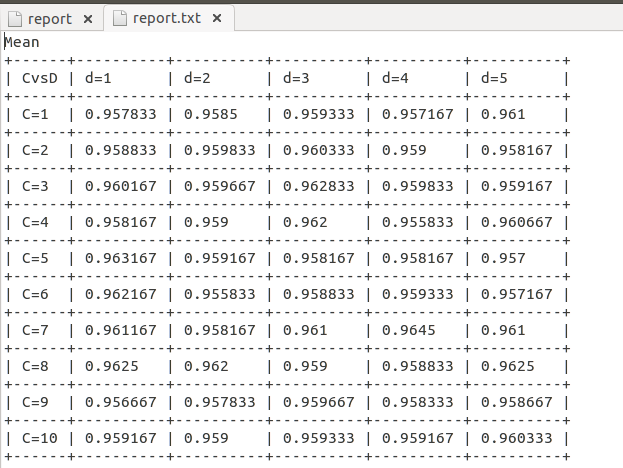 report × report.txt ×
Mean
+------+----------+----------+----------+----------+----------+
| CvsD | d=1      | d=2      | d=3      | d=4      | d=5      |
+------+----------+----------+----------+----------+----------+
| C=1  | 0.957833 | 0.9585   | 0.959333 | 0.957167 | 0.961    |
+------+----------+----------+----------+----------+----------+
| C=2  | 0.958833 | 0.959833 | 0.960333 | 0.959    | 0.958167 |
+------+----------+----------+----------+----------+----------+
| C=3  | 0.960167 | 0.959667 | 0.962833 | 0.959833 | 0.959167 |
+------+----------+----------+----------+----------+----------+
| C=4  | 0.958167 | 0.959    | 0.962    | 0.955833 | 0.960667 |
+------+----------+----------+----------+----------+----------+
| C=5  | 0.963167 | 0.959167 | 0.958167 | 0.958167 | 0.957    |
+------+----------+----------+----------+----------+----------+
| C=6  | 0.962167 | 0.955833 | 0.958833 | 0.959333 | 0.957167 |
+------+----------+----------+----------+----------+----------+
| C=7  | 0.961167 | 0.958167 | 0.961    | 0.9645   | 0.961    |
+------+----------+----------+----------+----------+----------+
| C=8  | 0.9625   | 0.962    | 0.959    | 0.958833 | 0.9625   |
+------+----------+----------+----------+----------+----------+
| C=9  | 0.956667 | 0.957833 | 0.959667 | 0.958333 | 0.958667 |
+------+----------+----------+----------+----------+----------+
| C=10 | 0.959167 | 0.959    | 0.959333 | 0.959167 | 0.960333 |
+------+----------+----------+----------+----------+----------+